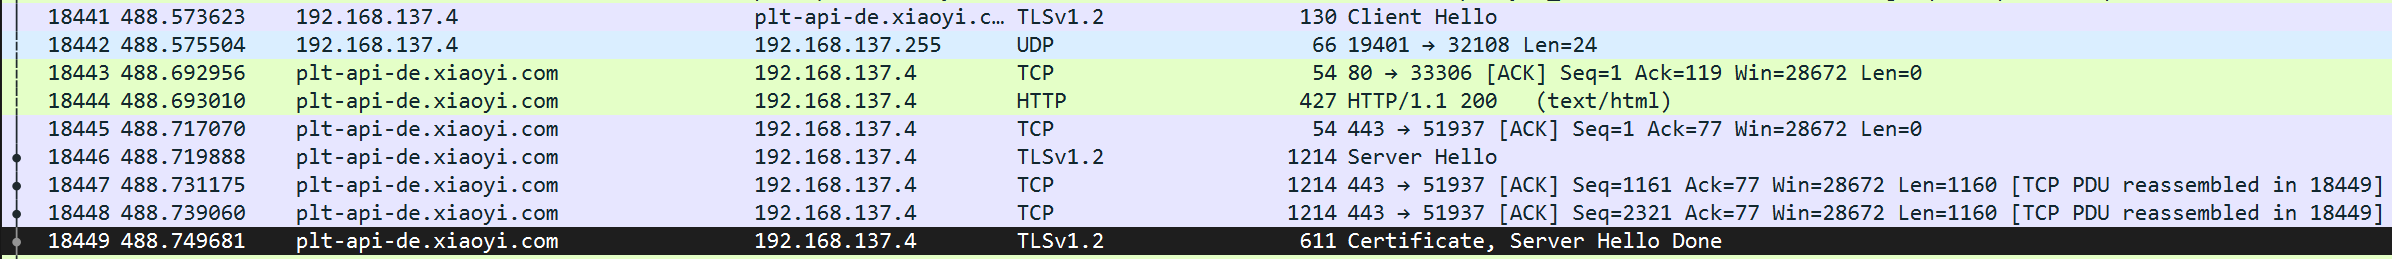 18441 488.573623 192.168.137.4 plt-api-de.xiaoyi.c… TLSv1.2 130 Client Hello
18442 488.575504 192.168.137.4 192.168.137.255 UDP 66 19401 → 32108 Len=24
18443 488.692956 plt-api-de.xiaoyi.com 192.168.137.4 TCP 54 80 → 33306 [ACK] Seq=1 Ack=119 Win=28672 Len=0
18444 488.693010 plt-api-de.xiaoyi.com 192.168.137.4 HTTP 427 HTTP/1.1 200 (text/html)
18445 488.717070 plt-api-de.xiaoyi.com 192.168.137.4 TCP 54 443 → 51937 [ACK] Seq=1 Ack=77 Win=28672 Len=0
18446 488.719888 plt-api-de.xiaoyi.com 192.168.137.4 TLSv1.2 1214 Server Hello
18447 488.731175 plt-api-de.xiaoyi.com 192.168.137.4 TCP 1214 443 → 51937 [ACK] Seq=1161 Ack=77 Win=28672 Len=1160 [TCP PDU reassembled in 18449]
18448 488.739060 plt-api-de.xiaoyi.com 192.168.137.4 TCP 1214 443 → 51937 [ACK] Seq=2321 Ack=77 Win=28672 Len=1160 [TCP PDU reassembled in 18449]
18449 488.749681 plt-api-de.xiaoyi.com 192.168.137.4 TLSv1.2 611 Certificate, Server Hello Done